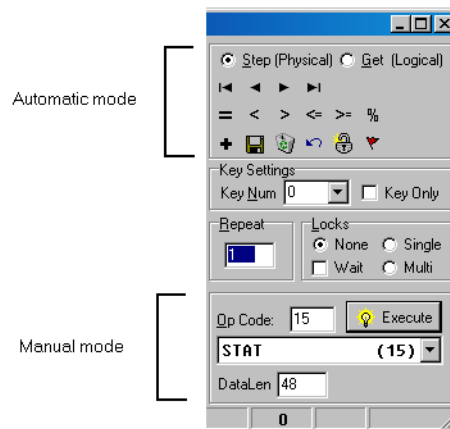 Automatic mode
Step (Physical) Get (Logical)
= < > <= >= %
Key Settings
Key Num 0 Key Only
Repeat
1
Locks
None Single
Wait Multi
Manual mode
Op Code: 15 Execute
STAT (15)
DataLen 48
0